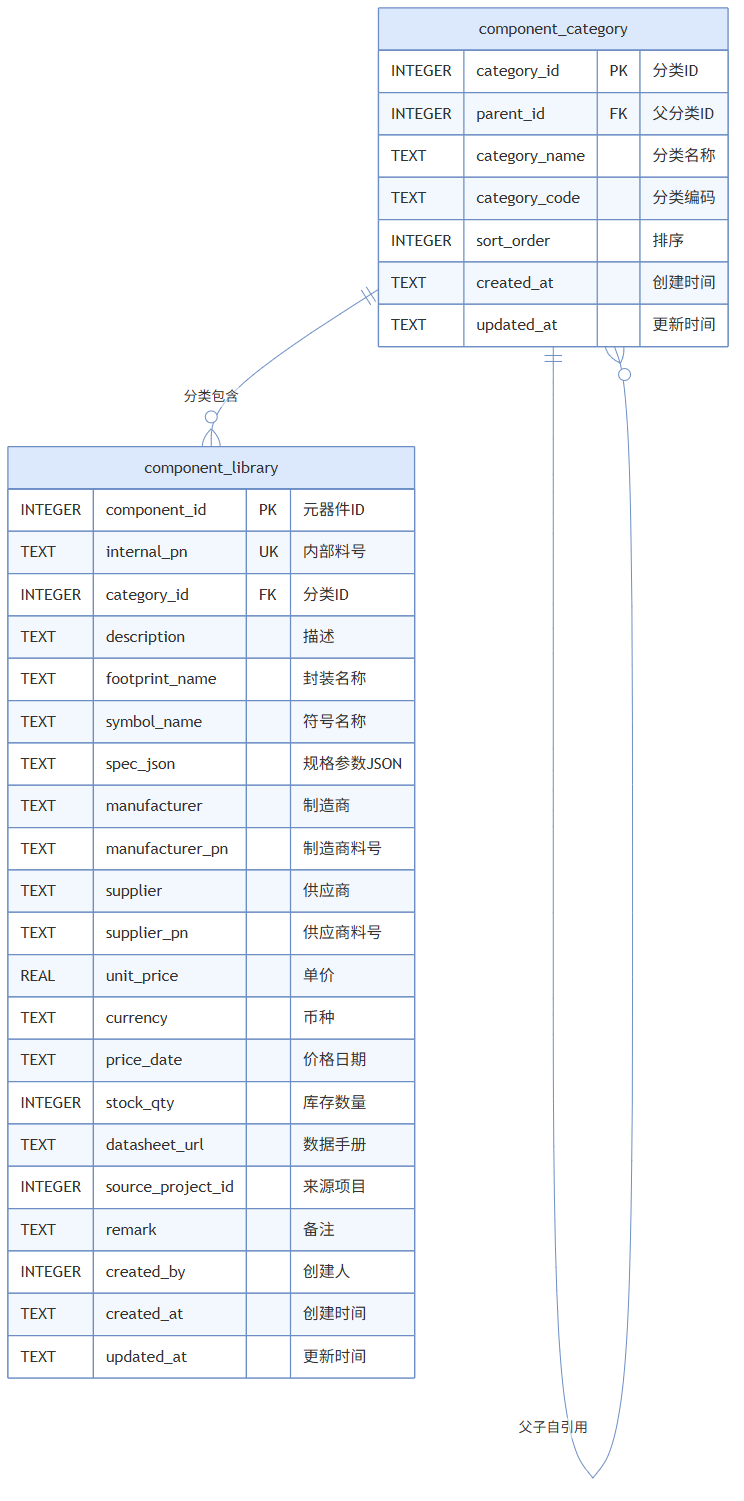 component_category
INTEGER category_id PK 分类ID
INTEGER parent_id FK 父分类ID
TEXT category_name 分类名称
TEXT category_code 分类编码
INTEGER sort_order 排序
TEXT created_at 创建时间
TEXT updated_at 更新时间
分类包含
component_library
INTEGER component_id PK 元器件ID
TEXT internal_pn UK 内部料号
INTEGER category_id FK 分类ID
TEXT description 描述
TEXT footprint_name 封装名称
TEXT symbol_name 符号名称
TEXT spec_json 规格参数JSON
TEXT manufacturer 制造商
TEXT manufacturer_pn 制造商料号
TEXT supplier 供应商
TEXT supplier_pn 供应商料号
REAL unit_price 单价
TEXT currency 币种
TEXT price_date 价格日期
INTEGER stock_qty 库存数量
TEXT datasheet_url 数据手册
INTEGER source_project_id 来源项目
TEXT remark 备注
INTEGER created_by 创建人
TEXT created_at 创建时间
TEXT updated_at 更新时间
父子自引用